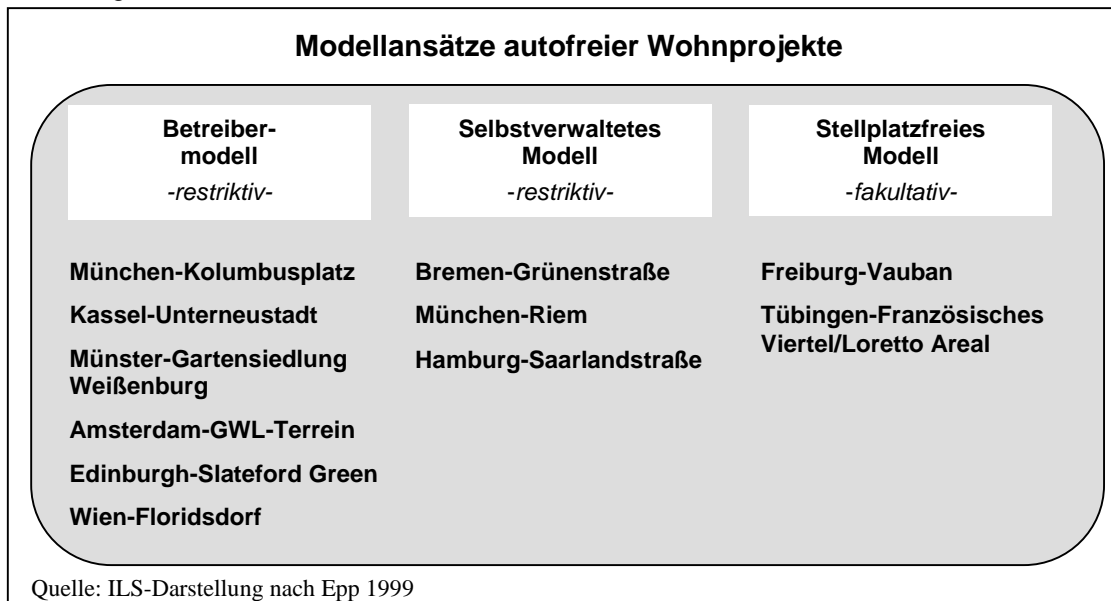 Modellansätze autofreier Wohnprojekte
Betreiber-
modell
-restriktiv-
Selbstverwaltetes
Modell
-restriktiv-
Stellplatzfreies
Modell
-fakultativ-
München-Kolumbusplatz
Kassel-Unterneustadt
Münster-Gartensiedlung
Weißenburg
Amsterdam-GWL-Terrein
Edinburgh-Slateford Green
Wien-Floridsdorf
Bremen-Grünenstraße
München-Riem
Hamburg-Saarlandstraße
Freiburg-Vauban
Tübingen-Französisches
Viertel/Loretto Areal
Quelle: ILS-Darstellung nach Epp 1999